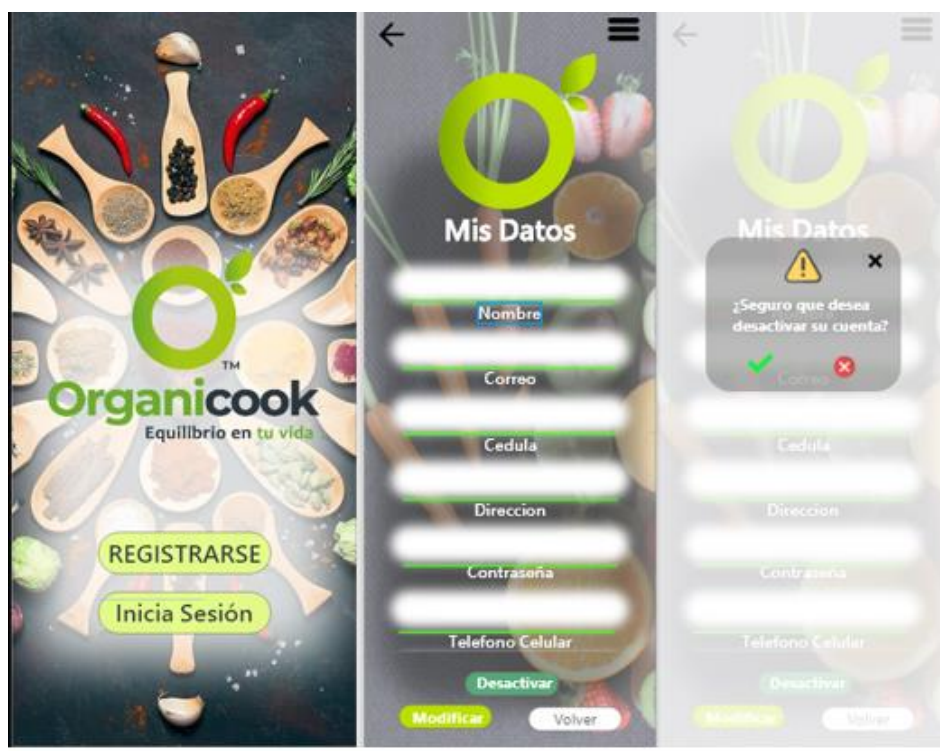 TM
Organicook
Equilibrio en tu vida
REGISTRARSE
Inicia Sesión
Mis Datos
Nombre
Correo
Cedula
Direccion
Contraseña
Telefono Celular
Desactivar
Modificar
Volver
Mis Datos
¿Seguro que desea
desactivar su cuenta?
Correo
Cedula
Direccion
Contraseña
Telefono Celular
Desactivar
Modificar
Volver